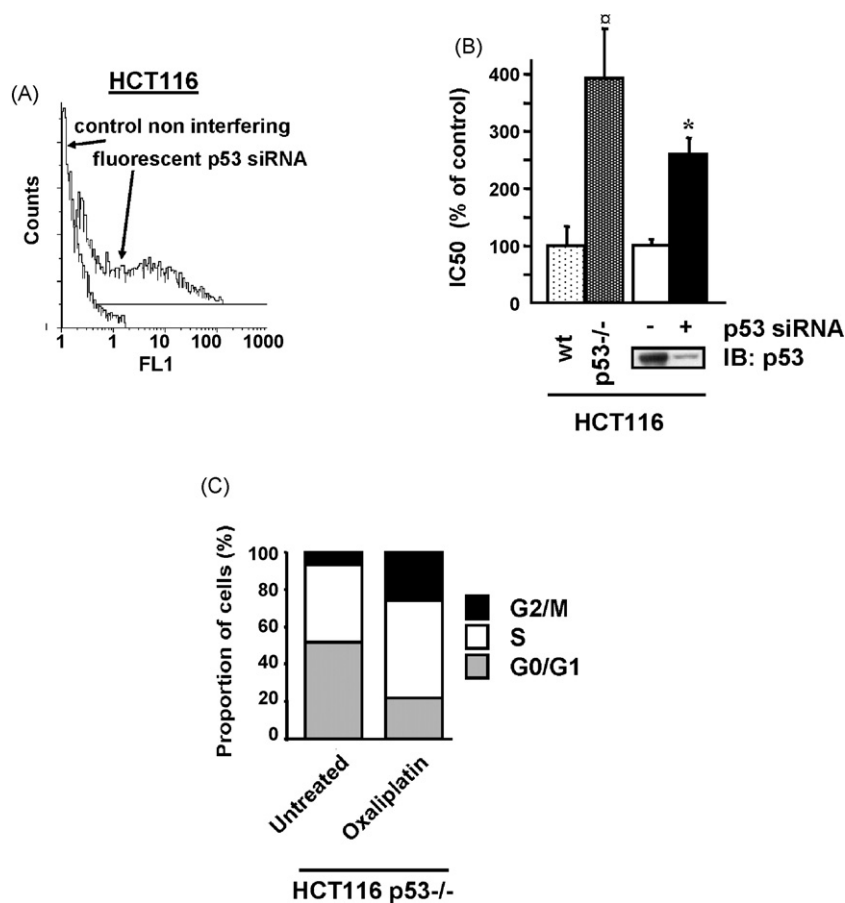 (A)
HCT116
control non interfering
fluorescent p53 siRNA
Counts
1 1 10 100 1000
FL1
(B)
¤
*
IC50 (% of control)
400
300
200
100
0
wt
p53-/-
- + p53 siRNA
IB: p53
HCT116
(C)
Proportion of cells (%)
100
80
60
40
20
0
G2/M
S
G0/G1
Untreated
Oxaliplatin
HCT116 p53-/-